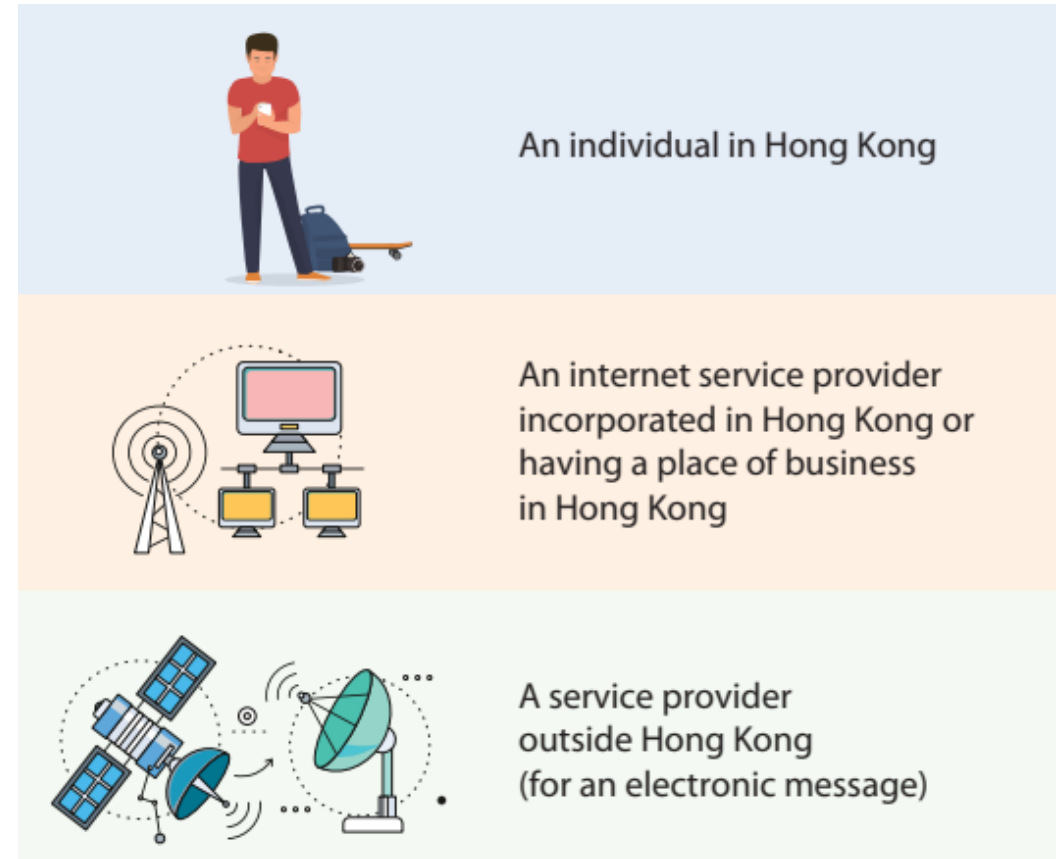 An individual in Hong Kong
An internet service provider
incorporated in Hong Kong or
having a place of business
in Hong Kong
A service provider
outside Hong Kong
(for an electronic message)